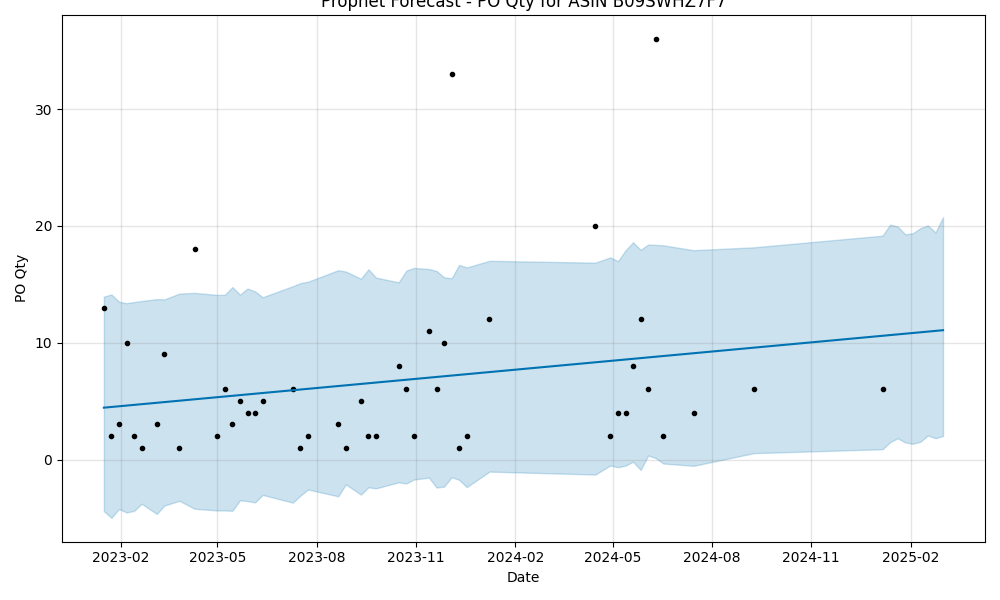 Prophet Forecast - PO Qty for ASIN B09SWHZ7F7
30
20
10
0
PO Qty
2023-02 2023-05 2023-08 2023-11 2024-02 2024-05 2024-08 2024-11 2025-02
Date